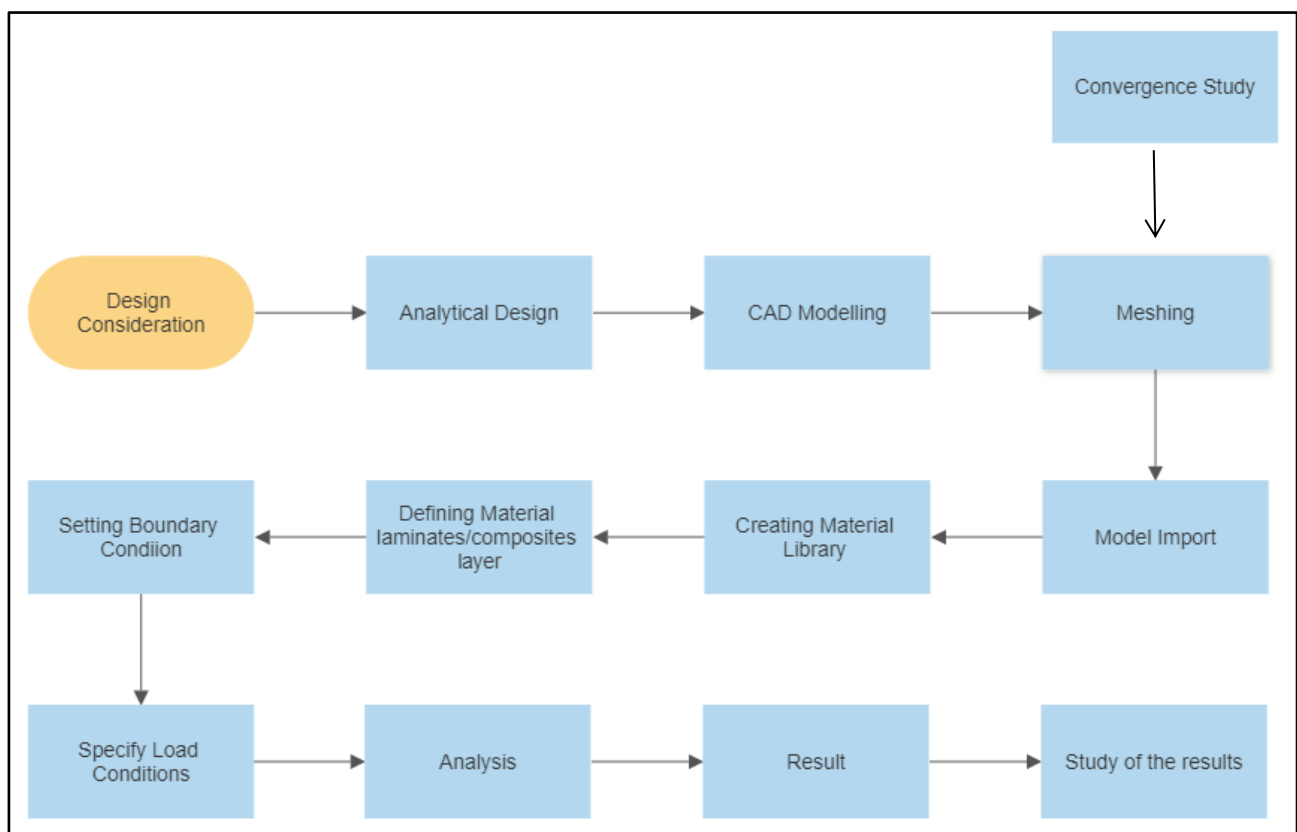 Convergence Study
Design
Consideration
Analytical Design
CAD Modelling
Meshing
Setting Boundary
Condiion
Defining Material
laminates/composites
layer
Creating Material
Library
Model Import
Specify Load
Conditions
Analysis
Result
Study of the results